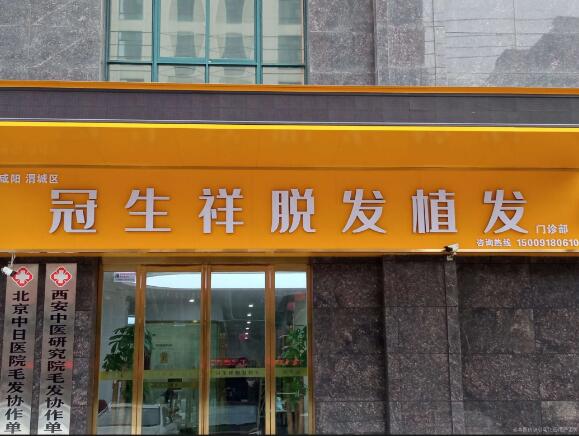 咸阳 渭城区
冠生祥脱发植发
门诊部
咨询热线 15009180610
北京中日医院毛发协作单
西安中医研究院毛发协作单